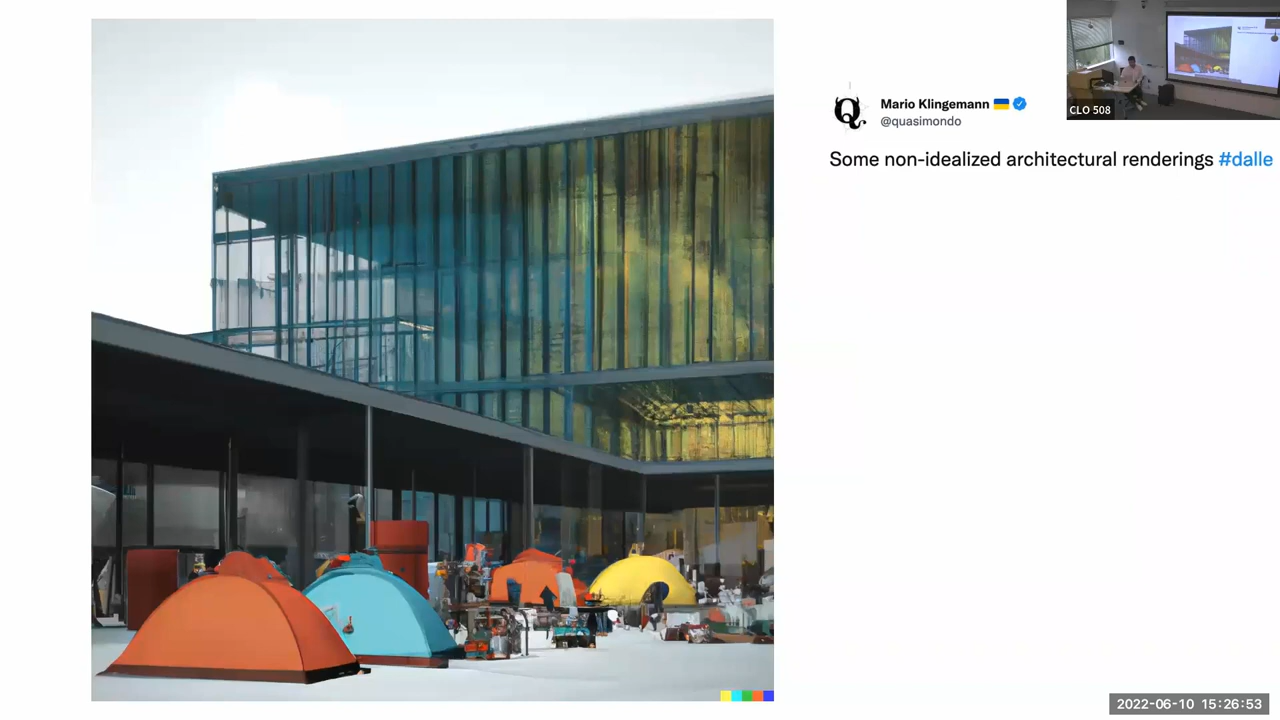 Mario Klingemann
@quasimondo
Some non-idealized architectural renderings #dalle
CLO 508
2022-06-10 15:26:53